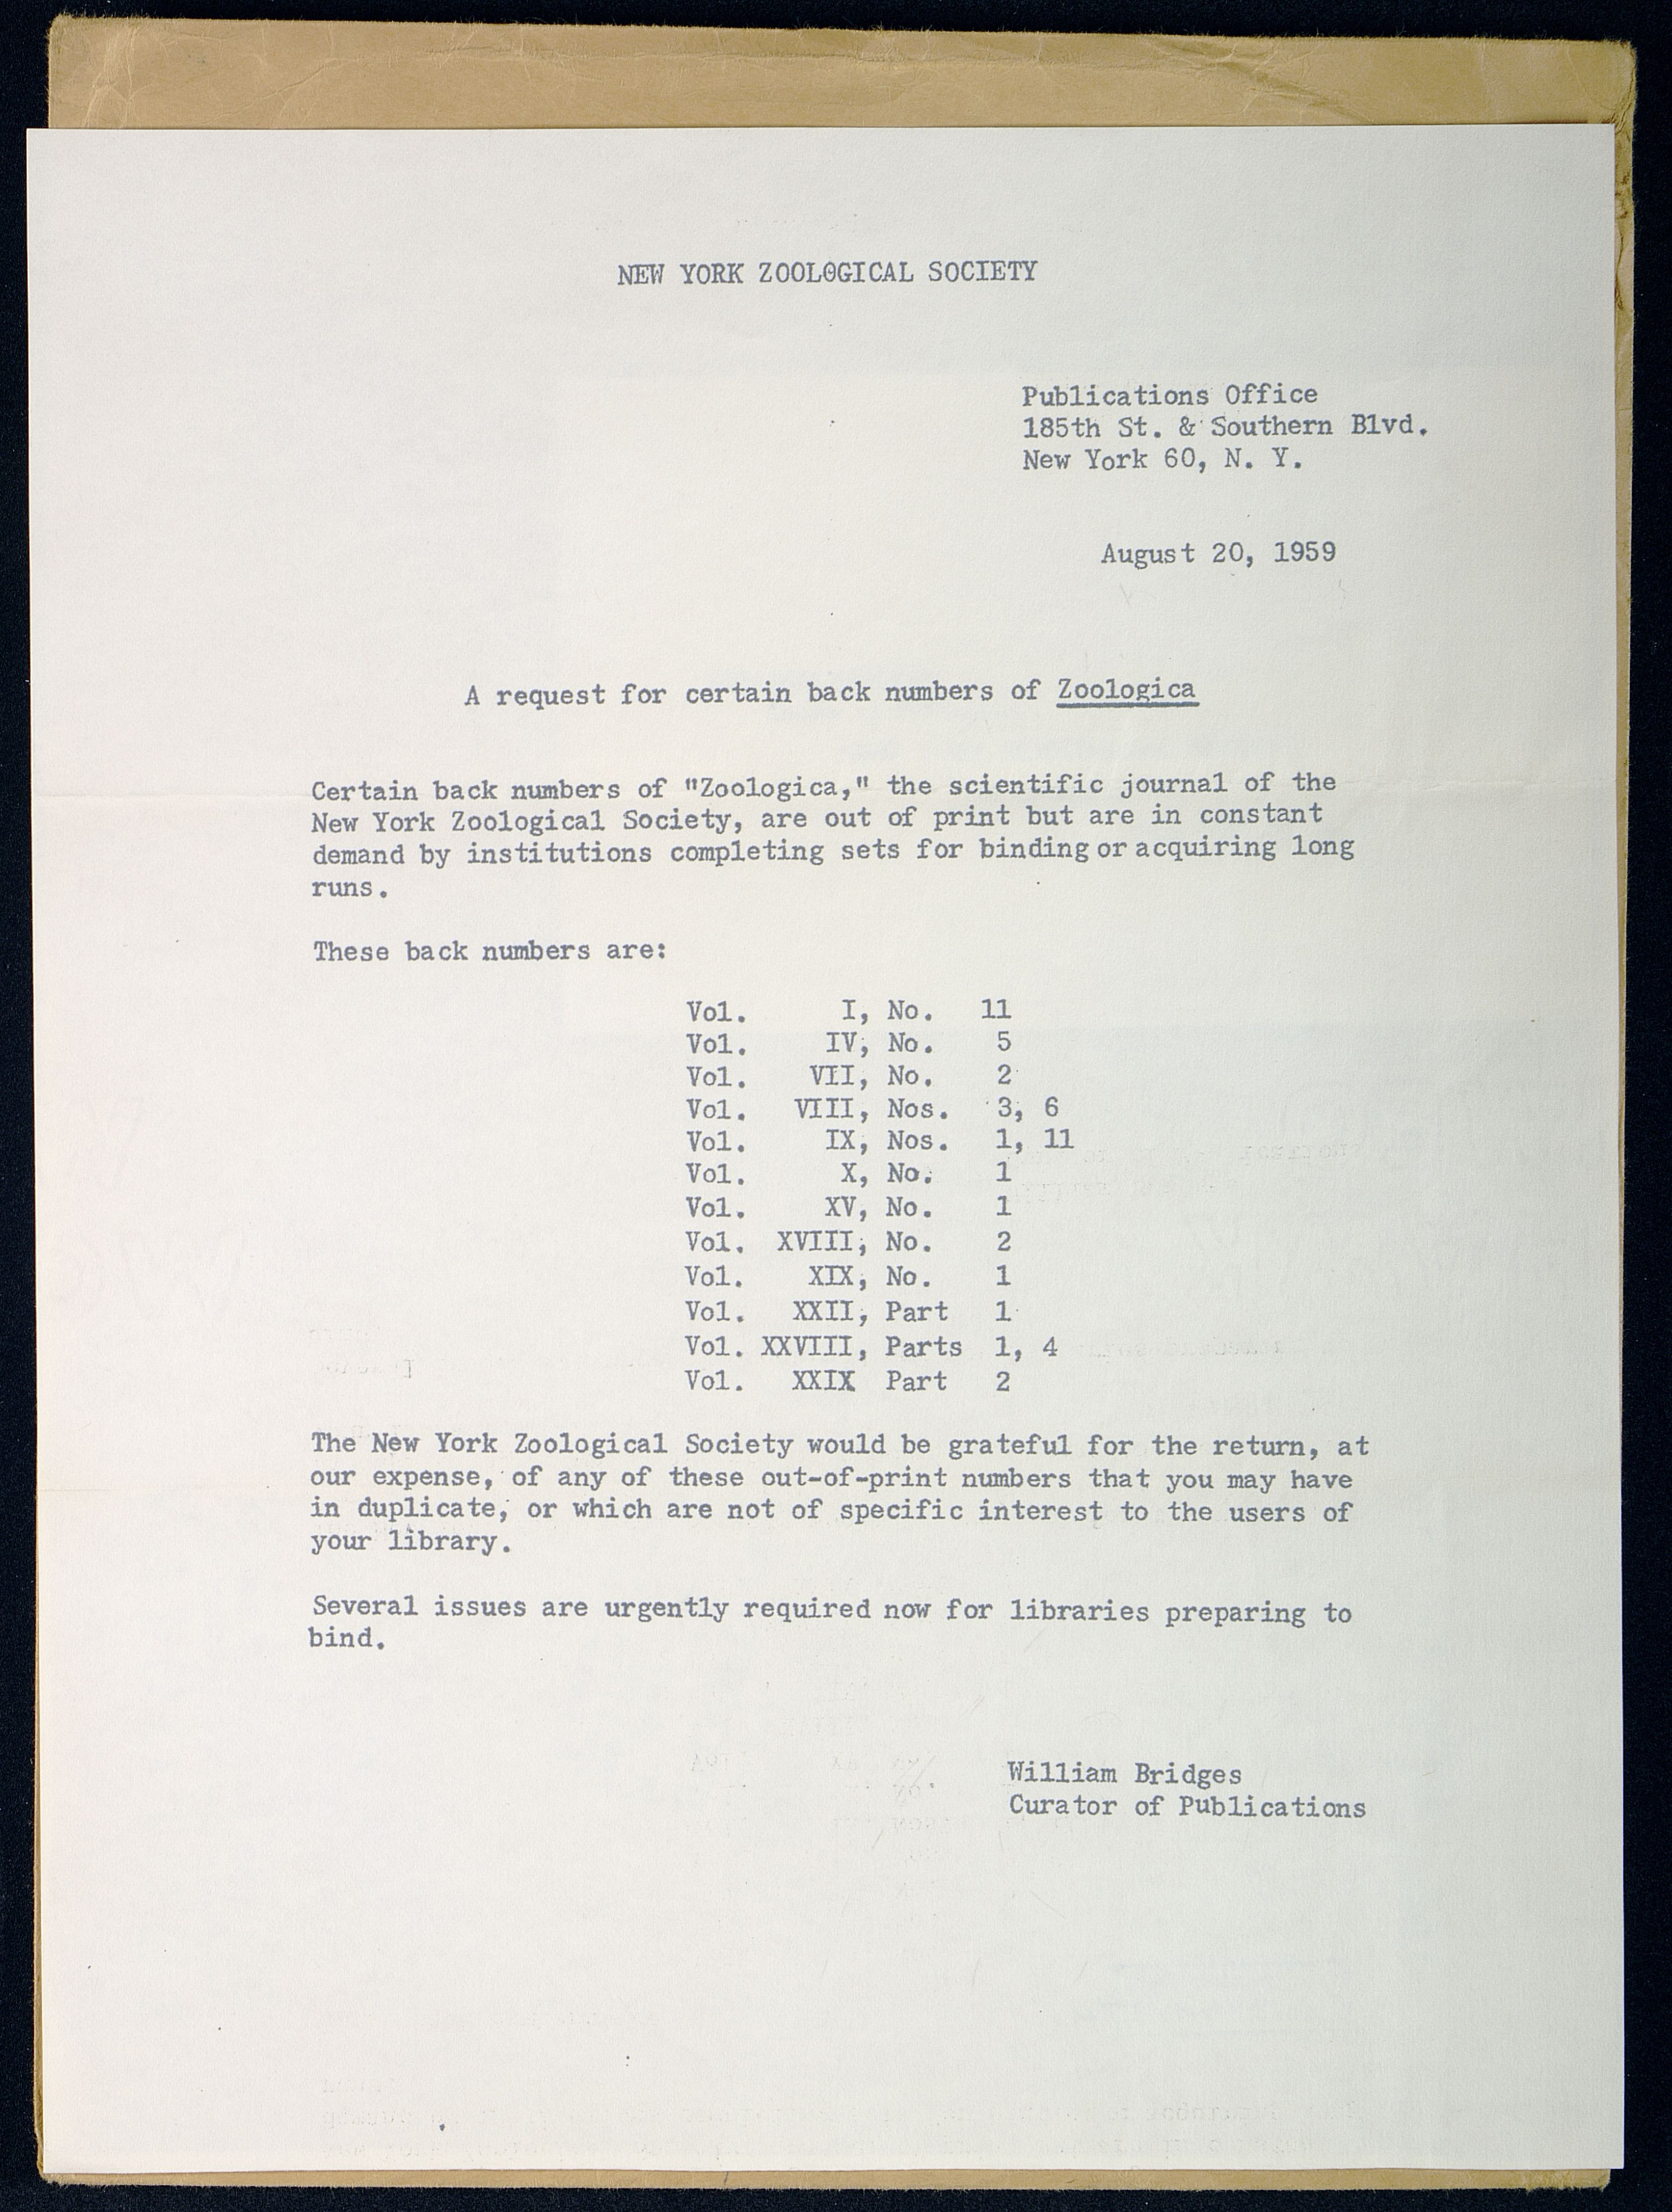 NEW YORK ZOOLOGICAL SOCIETY
Publications Office
185th St. & Southern Blvd.
New York 60, N. Y.
August 20, 1959
A request for certain back numbers of Zoologica
Certain back numbers of "Zoologica," the scientific journal of the
New York Zoological Society, are out of print but are in constant
demand by institutions completing sets for binding or acquiring long
runs.
These back numbers are:
Vol. I, No. 11
Vol. IV, No. 5
Vol. VII, No. 2
Vol. VIII, Nos. 3, 6
Vol. IX, Nos. 1, 11
Vol. X, No. 1
Vol. XV, No. 1
Vol. XVIII, No. 2
Vol. XIX, No. 1
Vol. XXII, Part 1
Vol. XXVIII, Parts 1, 4
Vol. XXIX Part 2
The New York Zoological Society would be grateful for the return, at
our expense, of any of these out-of-print numbers that you may have
in duplicate, or which are not of specific interest to the users of
your library.
Several issues are urgently required now for libraries preparing to
bind.
William Bridges
Curator of Publications